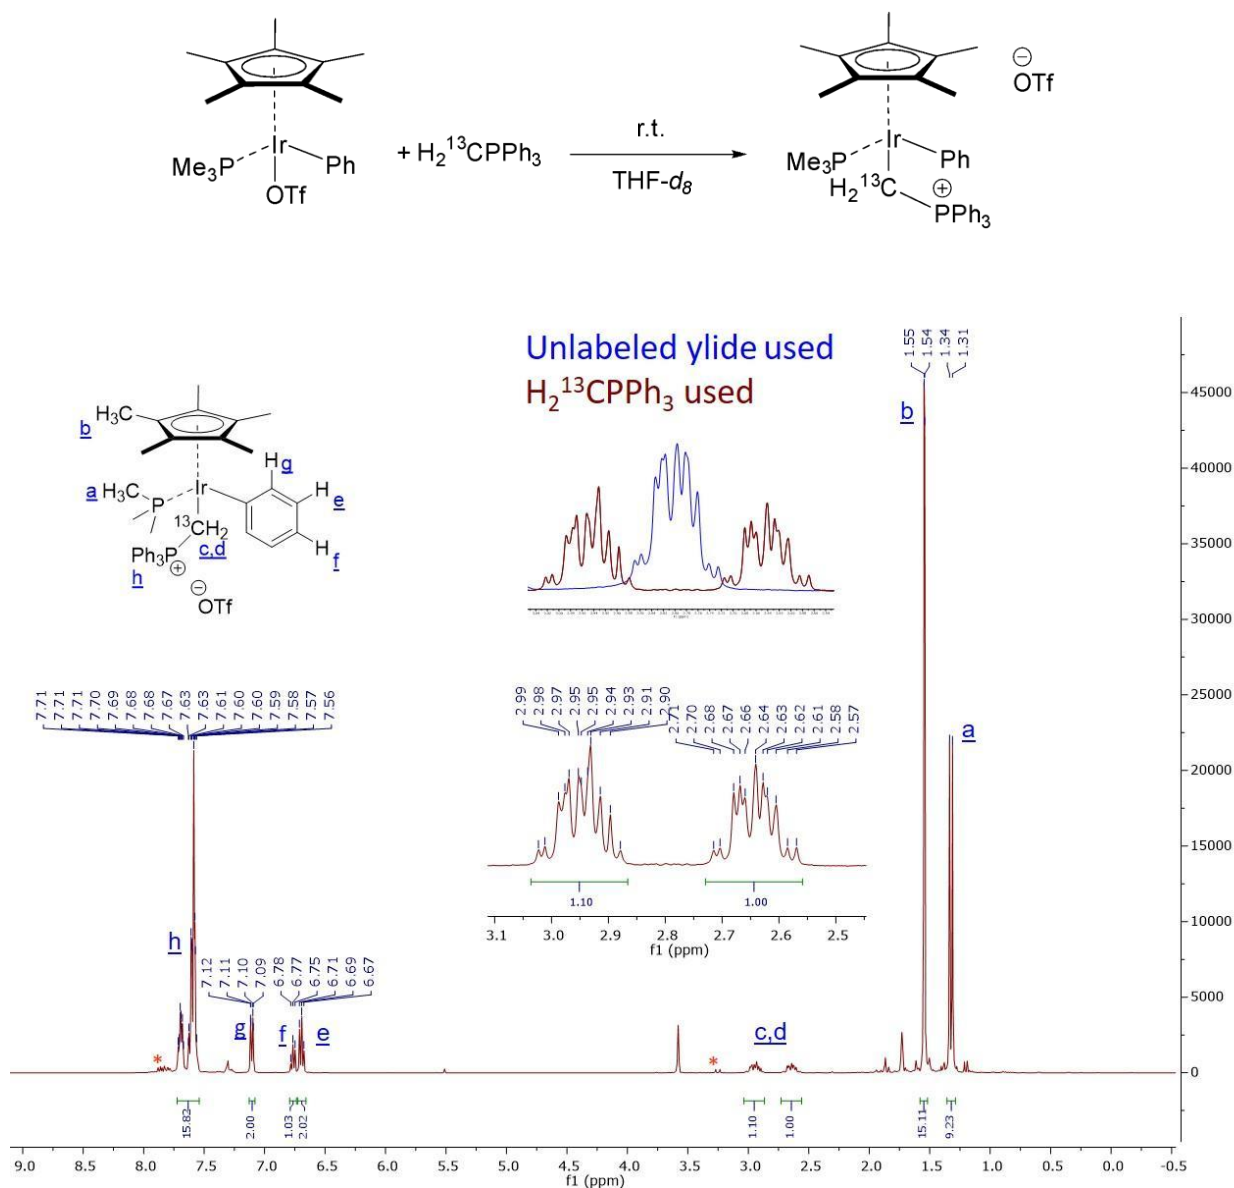 Me₃P
Ir
Ph
OTf
+ H₂¹³CPPh₃
r.t.
THF-d₈
⊖
OTf
Ir
Me₃P
Ph
H₂¹³C
⊕
PPh₃
Unlabeled ylide used
H₂¹³CPPh₃ used
H₃C
b
H
g
a
H₃C
P
Ir
H
e
¹³CH₂
Ph₃P
⊕
c,d
H
f
h
⊖
OTf
1.55
1.54
1.34
1.31
b
a
7.71
7.71
7.71
7.70
7.69
7.68
7.68
7.67
7.63
7.63
7.61
7.60
7.60
7.59
7.58
7.57
7.56
2.99
2.98
2.97
2.95
2.95
2.94
2.93
2.91
2.90
2.71
2.70
2.68
2.67
2.66
2.64
2.63
2.62
2.61
2.58
2.57
1.10
1.00
3.1 3.0 2.9 2.8 2.7 2.6 2.5
f1 (ppm)
h
7.12
7.11
7.10
7.09
6.78
6.77
6.75
6.71
6.69
6.67
g
f
e
*
*
c,d
45000
40000
35000
30000
25000
20000
15000
10000
5000
0
15.83
2.00
1.03
2.02
1.10
1.00
15.11
9.23
9.0 8.5 8.0 7.5 7.0 6.5 6.0 5.5 5.0 4.5 4.0 3.5 3.0 2.5 2.0 1.5 1.0 0.5 0.0 -0.5
f1 (ppm)